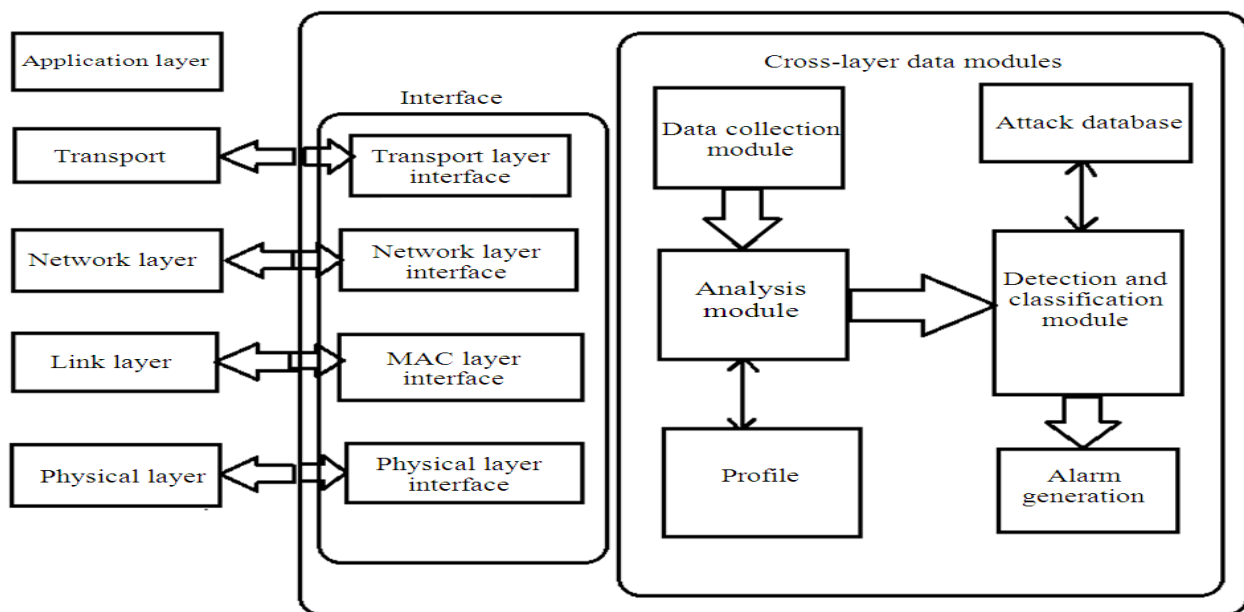 Application layer
Transport
Network layer
Link layer
Physical layer
Interface
Transport layer
interface
Network layer
interface
MAC layer
interface
Physical layer
interface
Cross-layer data modules
Data collection
module
Analysis
module
Profile
Attack database
Detection and
classification
module
Alarm
generation